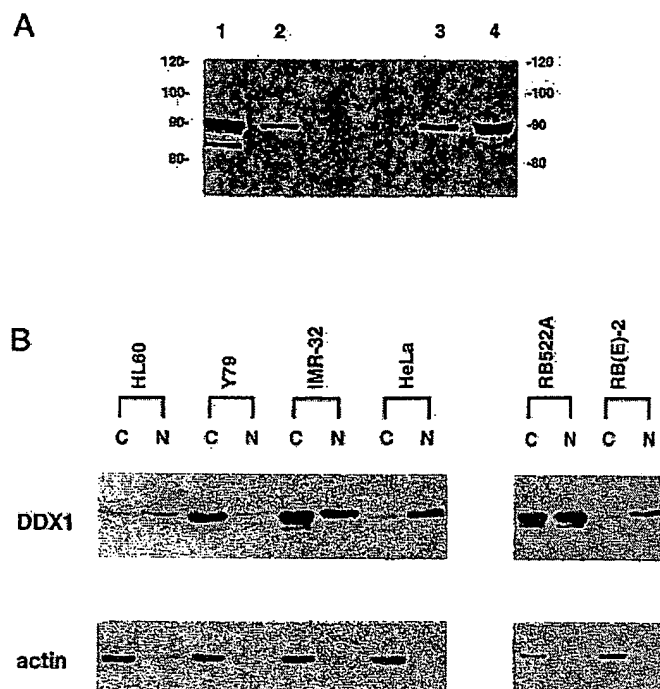 A
1 2 3 4
120- -120
100- -100
90- -90
80- -80
B
HL60 Y79 IMR-32 HeLa RB522A RB(E)-2
C N C N C N C N C N C N
DDX1
actin